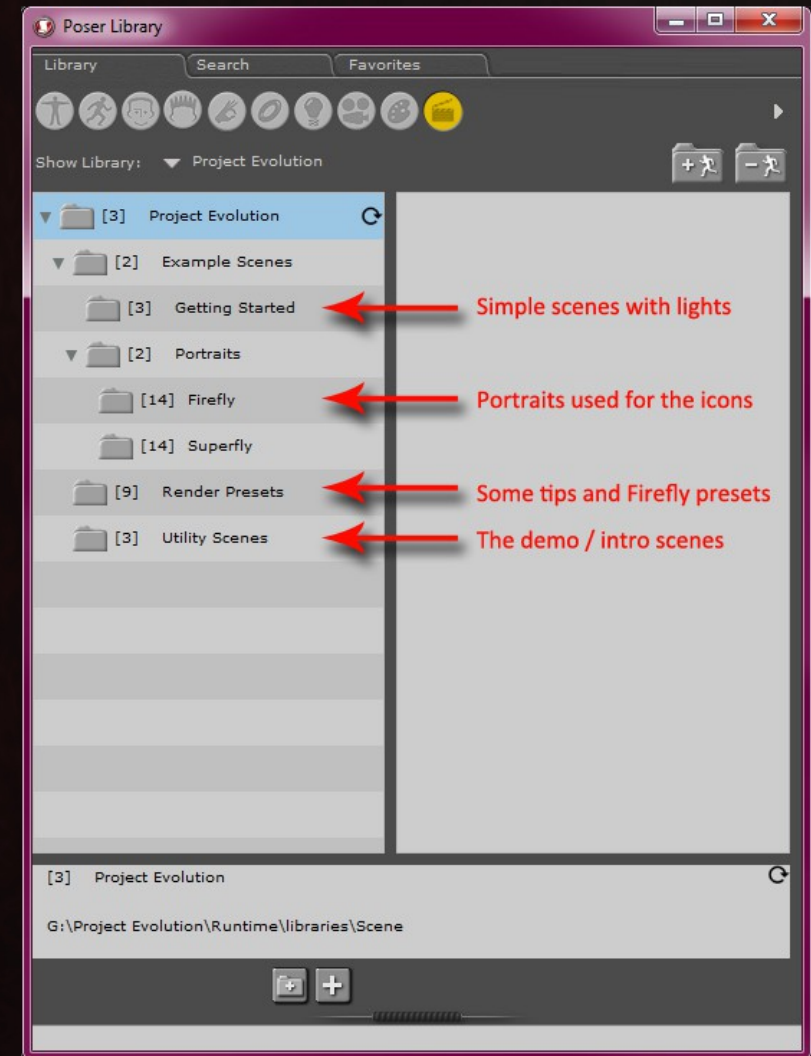 Poser Library
Library Search Favorites
Show Library: Project Evolution
[3] Project Evolution
[2] Example Scenes
[3] Getting Started Simple scenes with lights
[2] Portraits
[14] Firefly Portraits used for the icons
[14] Superfly
[9] Render Presets Some tips and Firefly presets
[3] Utility Scenes The demo / intro scenes
[3] Project Evolution
G:\Project Evolution\Runtime\libraries\Scene